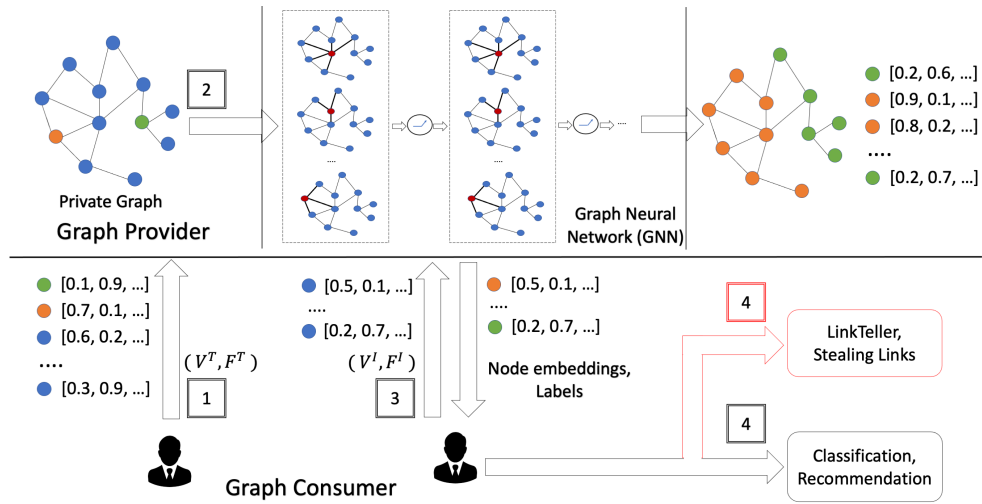 2
Private Graph
Graph Provider
....
....
....
Graph Neural
Network (GNN)
[0.2, 0.6, ...]
[0.9, 0.1, ...]
[0.8, 0.2, ...]
....
[0.2, 0.7, ...]
[0.1, 0.9, ...]
[0.7, 0.1, ...]
[0.6, 0.2, ...]
....
[0.3, 0.9, ...]
(V^T, F^T)
1
[0.5, 0.1, ...]
....
[0.2, 0.7, ...]
(V^I, F^I)
3
[0.5, 0.1, ...]
....
[0.2, 0.7, ...]
Node embeddings,
Labels
4
LinkTeller,
Stealing Links
4
Classification,
Recommendation
Graph Consumer